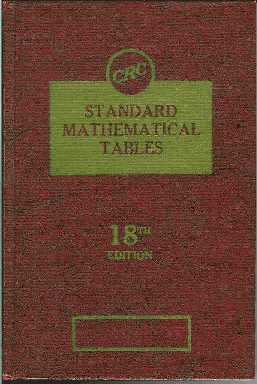 CRC
STANDARD
MATHEMATICAL
TABLES
18TH
EDITION